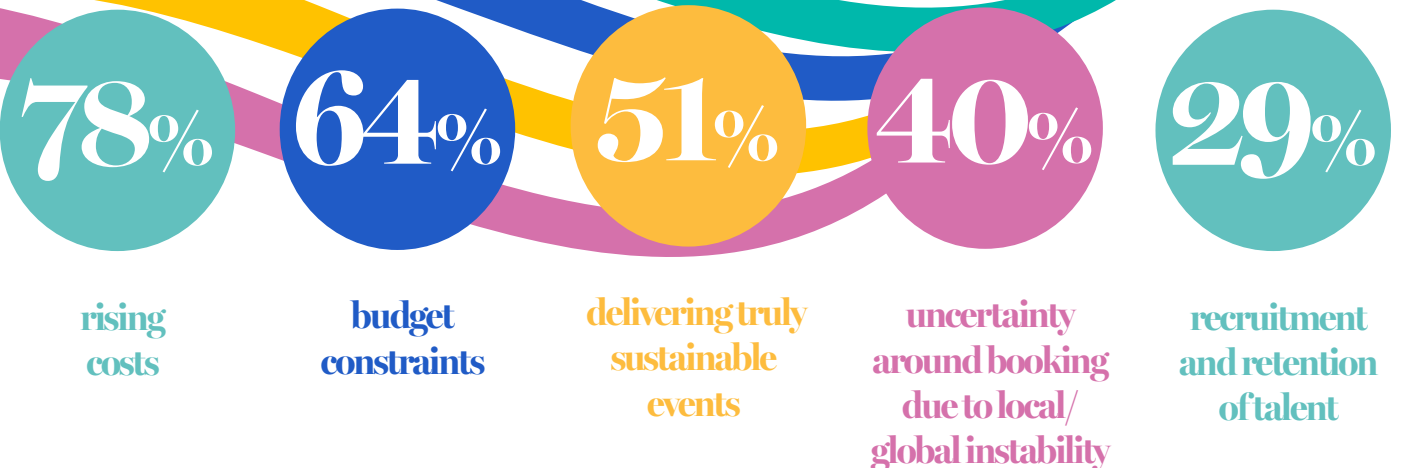 78%
rising
costs
64%
budget
constraints
51%
delivering truly
sustainable
events
40%
uncertainty
around booking
due to local/
global instability
29%
recruitment
and retention
of talent